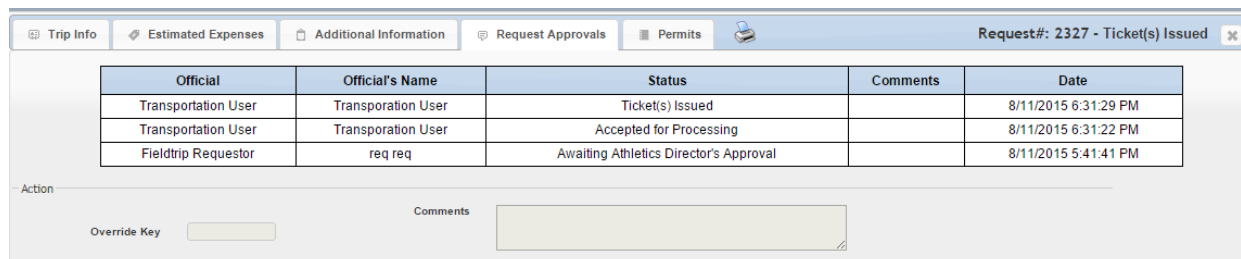 Trip Info Estimated Expenses Additional Information Request Approvals Permits Request#: 2327 - Ticket(s) Issued
Official Official's Name Status Comments Date
Transportation User Transporation User Ticket(s) Issued 8/11/2015 6:31:29 PM
Transportation User Transporation User Accepted for Processing 8/11/2015 6:31:22 PM
Fieldtrip Requestor req req Awaiting Athletics Director's Approval 8/11/2015 5:41:41 PM
Action
Comments
Override Key